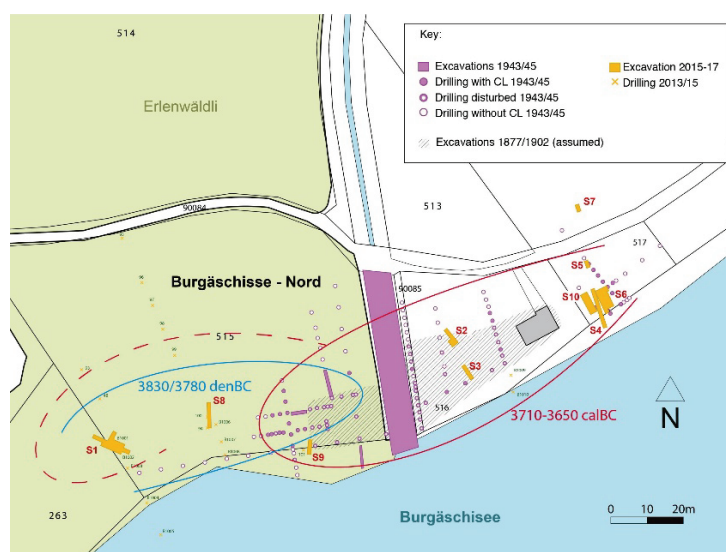 514
Key:
Excavations 1943/45
Drilling with CL 1943/45
Drilling disturbed 1943/45
Drilling without CL 1943/45
Excavations 1877/1902 (assumed)
Excavation 2015-17
Drilling 2013/15
Erlenwäldli
513
90084
S7
517
Burgäschisse - Nord
90085
S5
S10
S6
S4
515
S2
3830/3780 denBC
S3
516
S8
3710-3650 calBC
N
S1
S9
263
0
10
20m
Burgäschisee